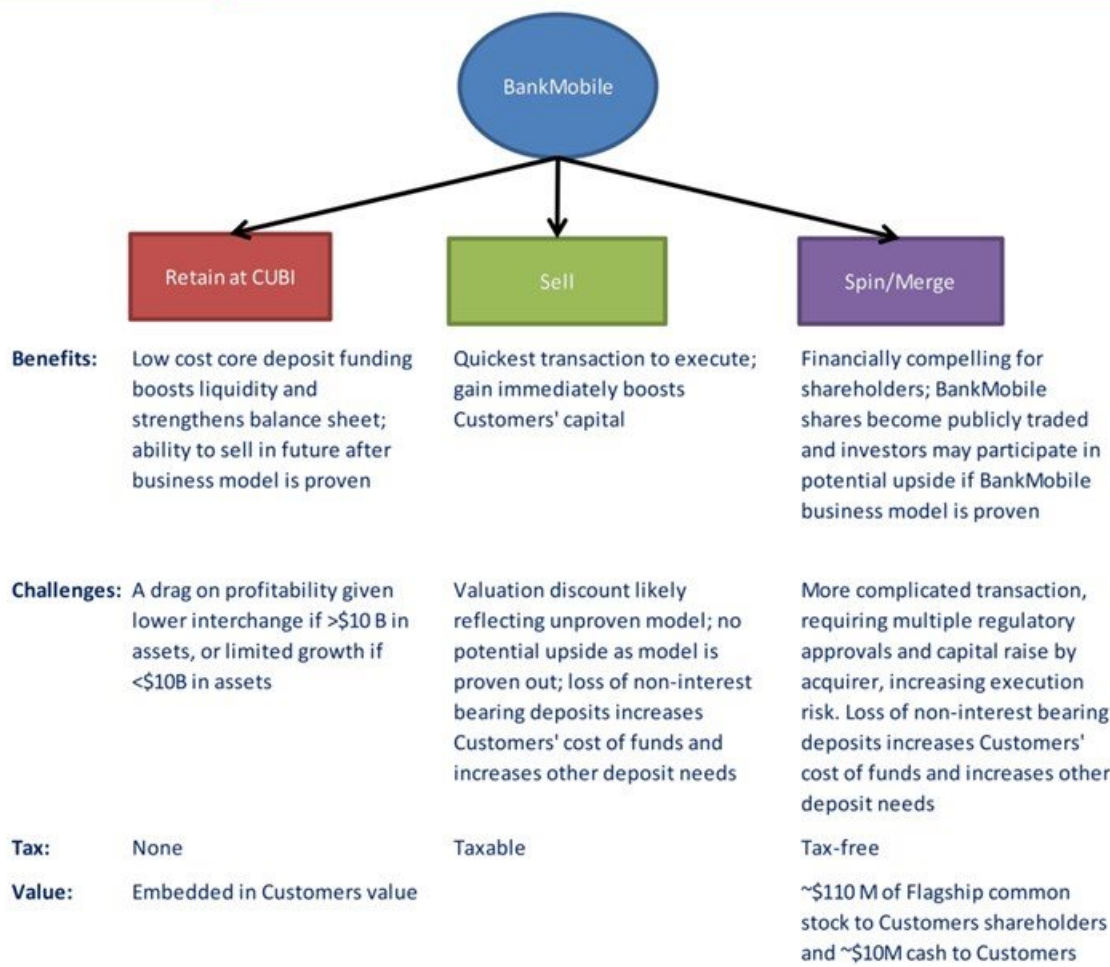 BankMobile
Retain at CUBI
Sell
Spin/Merge
Benefits:
Low cost core deposit funding
boosts liquidity and
strengthens balance sheet;
ability to sell in future after
business model is proven
Quickest transaction to execute;
gain immediately boosts
Customers' capital
Financially compelling for
shareholders; BankMobile
shares become publicly traded
and investors may participate in
potential upside if BankMobile
business model is proven
Challenges:
A drag on profitability given
lower interchange if >$10 B in
assets, or limited growth if
<$10B in assets
Valuation discount likely
reflecting unproven model; no
potential upside as model is
proven out; loss of non-interest
bearing deposits increases
Customers' cost of funds and
increases other deposit needs
More complicated transaction,
requiring multiple regulatory
approvals and capital raise by
acquirer, increasing execution
risk. Loss of non-interest bearing
deposits increases Customers'
cost of funds and increases other
deposit needs
Tax:
None
Taxable
Tax-free
Value:
Embedded in Customers value
~$110 M of Flagship common
stock to Customers shareholders
and ~$10M cash to Customers